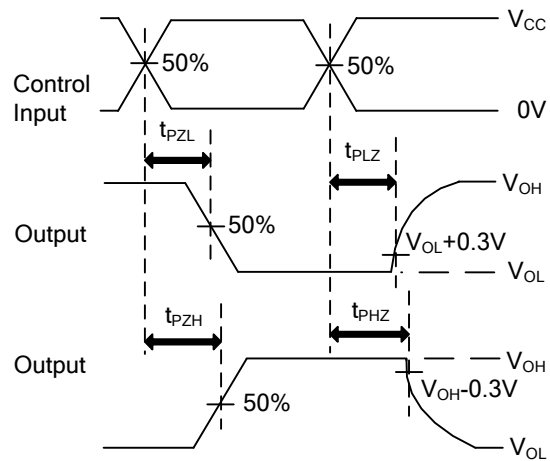 V_CC
50%
50%
Control
Input
0V
t_PZL
t_PLZ
V_OH
50%
V_OL+0.3V
Output
V_OL
t_PZH
t_PHZ
Output
V_OH
V_OH-0.3V
50%
V_OL